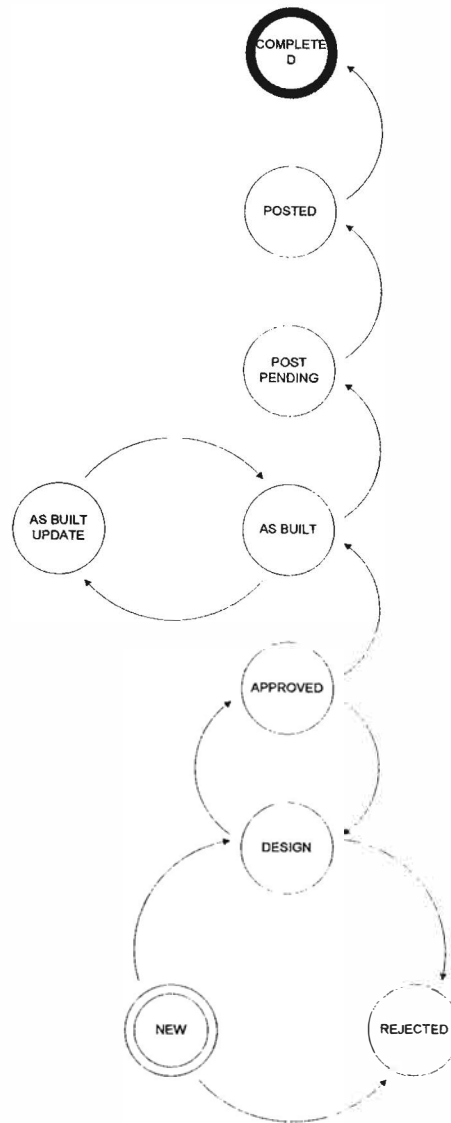 COMPLETE
D
POSTED
POST
PENDING
AS BUILT
UPDATE
AS BUILT
APPROVED
DESIGN
NEW
REJECTED